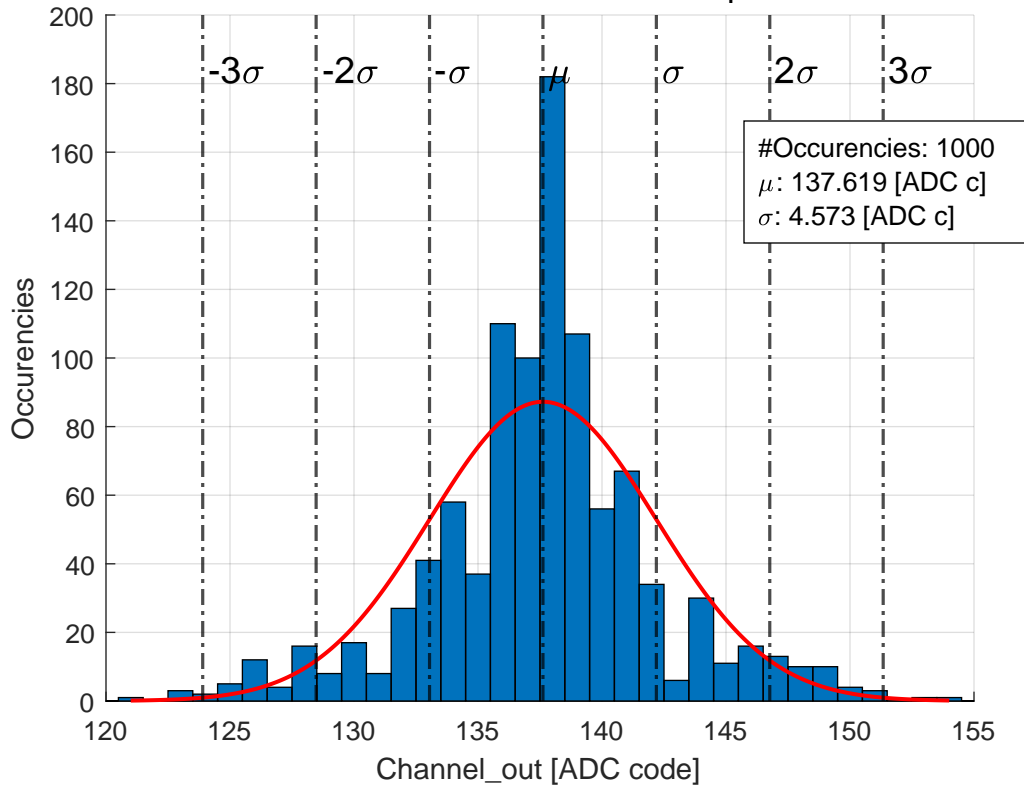 200
180
160
140
120
100
80
60
40
20
0
-3σ
-2σ
-σ
μ
σ
2σ
3σ
#Occurencies: 1000
μ: 137.619 [ADC c]
σ: 4.573 [ADC c]
Occurencies
120
125
130
135
140
145
150
155
Channel_out [ADC code]